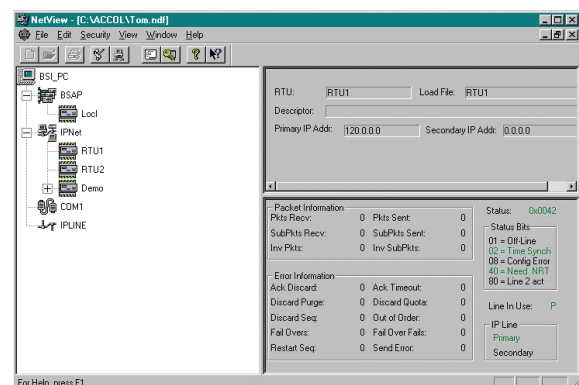 NetView - [C:\ACCOL\Tom.ndf]
File Edit Security View Window Help
BSI_PC
BSAP
Locl
IPNet
RTU1
RTU2
Demo
COM1
IPLINE
RTU: RTU1 Load File: RTU1
Descriptor:
Primary IP Addr: 120.0.0.0 Secondary IP Addr: 0.0.0.0
Packet Information
Pkts Recv: 0 Pkts Sent: 0
SubPkts Recv: 0 SubPkts Sent: 0
Inv Pkts: 0 Inv SubPkts: 0
Error Information
Ack Discard: 0 Ack Timeout: 0
Discard Purge: 0 Discard Quota: 0
Discard Seq: 0 Out of Order: 0
Fail Overs: 0 Fail Over Fails: 0
Restart Seq: 0 Send Error: 0
Status: 0x0042
Status Bits
01 = Off-Line
02 = Time Synch
08 = Config Error
40 = Need NRT
80 = Line 2 act
Line In Use: P
IP Line
Primary
Secondary
For Help, press F1